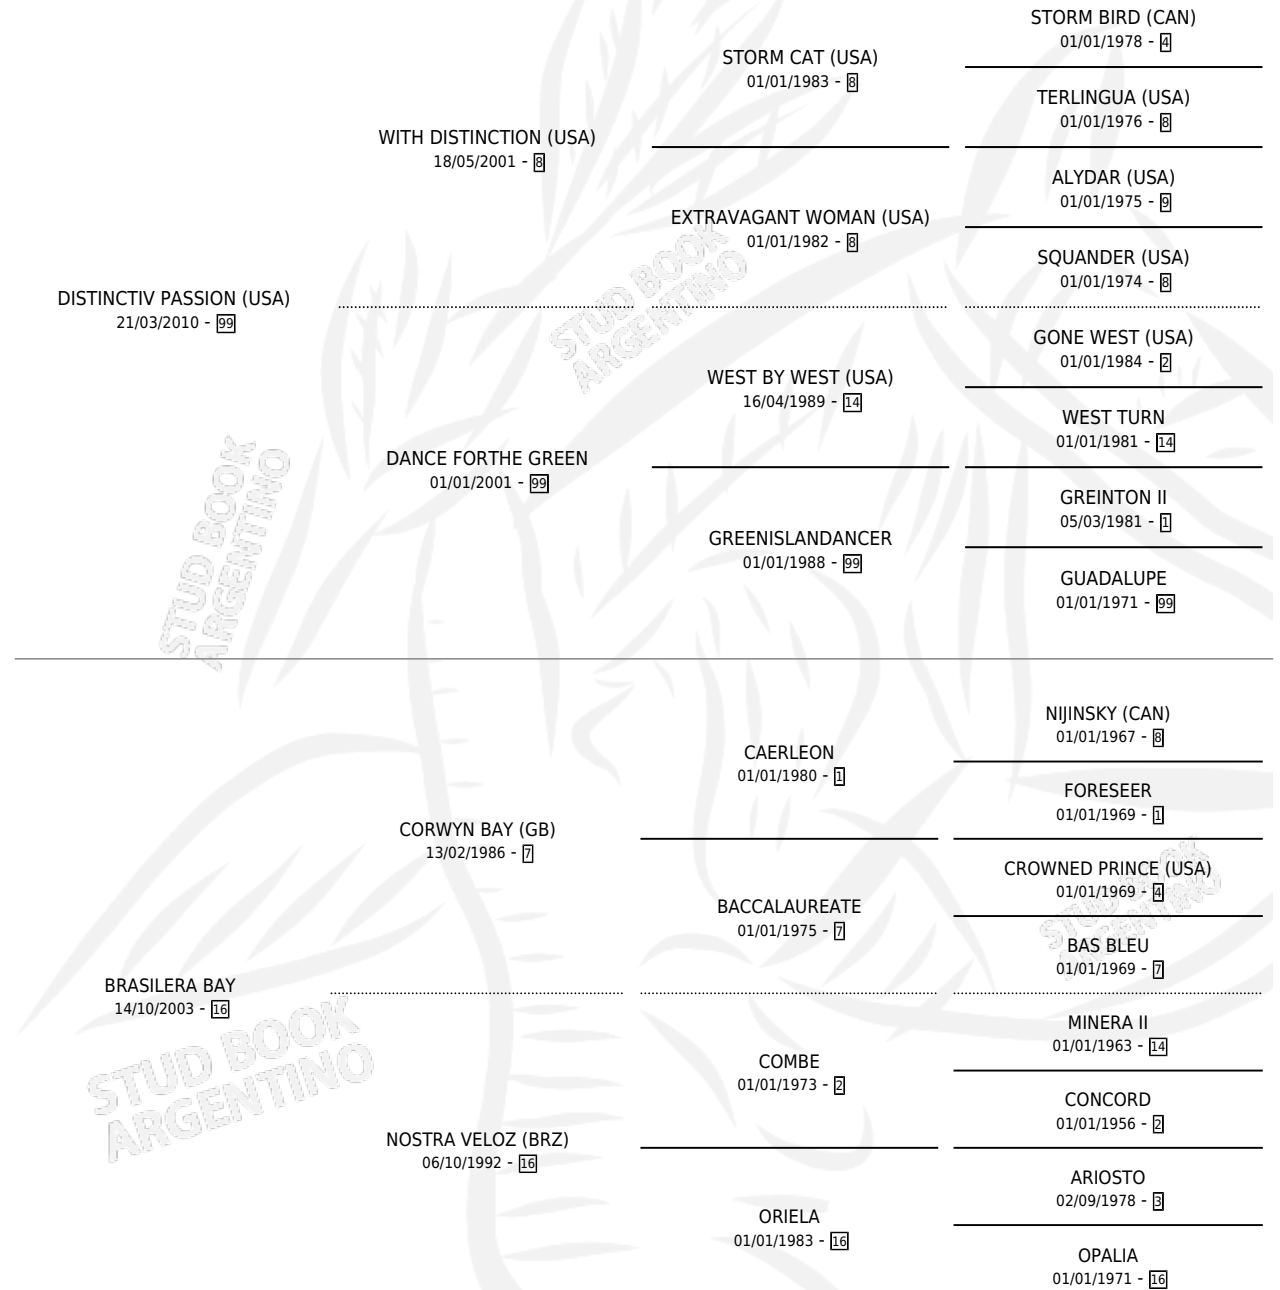 STORM BIRD (CAN)
01/01/1978 - 4
STORM CAT (USA)
01/01/1983 - 8
TERLINGUA (USA)
01/01/1976 - 8
WITH DISTINCTION (USA)
18/05/2001 - 8
ALYDAR (USA)
01/01/1975 - 9
EXTRAVAGANT WOMAN (USA)
01/01/1982 - 8
SQUANDER (USA)
01/01/1974 - 8
DISTINCTIV PASSION (USA)
21/03/2010 - 99
STUD BOOK
ARGENTINO
GONE WEST (USA)
01/01/1984 - 2
WEST BY WEST (USA)
16/04/1989 - 14
WEST TURN
01/01/1981 - 14
DANCE FORTHE GREEN
01/01/2001 - 99
GREINTON II
05/03/1981 - 1
GREENISLANDANCER
01/01/1988 - 99
GUADALUPE
01/01/1971 - 99
STUD BOOK
ARGENTINO
NIJINSKY (CAN)
01/01/1967 - 8
CAERLEON
01/01/1980 - 1
FORESEER
01/01/1969 - 1
CORWYN BAY (GB)
13/02/1986 - 7
CROWNED PRINCE (USA)
01/01/1969 - 4
BACCALAUREATE
01/01/1975 - 7
STUD BOOK
ARGENTINO
BAS BLEU
01/01/1969 - 7
BRASILERA BAY
14/10/2003 - 16
MINERA II
01/01/1963 - 14
COMBE
01/01/1973 - 2
CONCORD
01/01/1956 - 2
STUD BOOK
ARGENTINO
NOSTRA VELOZ (BRZ)
06/10/1992 - 16
ARIOSTO
02/09/1978 - 3
ORIELA
01/01/1983 - 16
OPALIA
01/01/1971 - 16